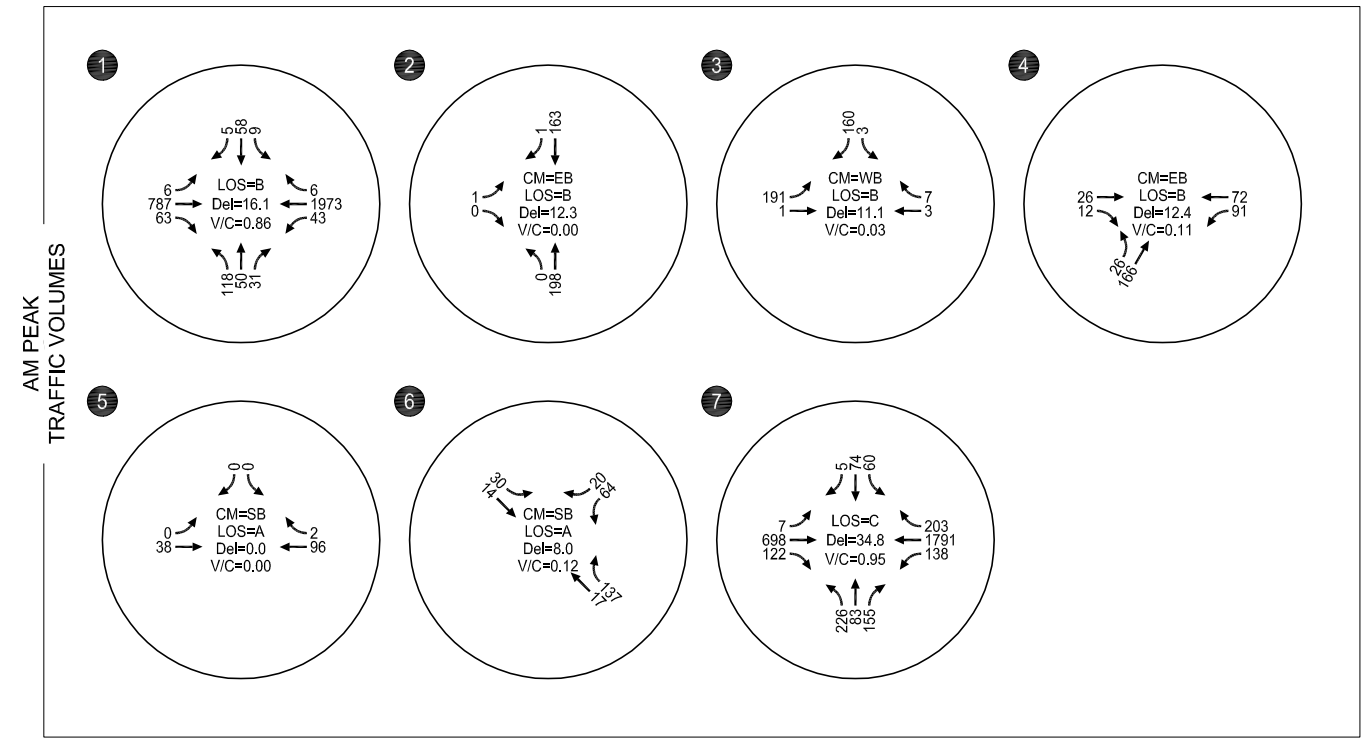 AM PEAK
TRAFFIC VOLUMES
1
5 58 9
6
787
63
LOS=B
Del=16.1
V/C=0.86
6
1973
43
118 50 31
2
1 163
1
0
CM=EB
LOS=B
Del=12.3
V/C=0.00
0 198
3
160 3
191
1
CM=WB
LOS=B
Del=11.1
V/C=0.03
7
3
4
26
12
CM=EB
LOS=B
Del=12.4
V/C=0.11
72
91
26
166
5
0 0
0
38
CM=SB
LOS=A
Del=0.0
V/C=0.00
2
96
6
30
14
20
64
CM=SB
LOS=A
Del=8.0
V/C=0.12
137
17
7
5 74 60
7
698
122
LOS=C
Del=34.8
V/C=0.95
203
1791
138
226 83 155